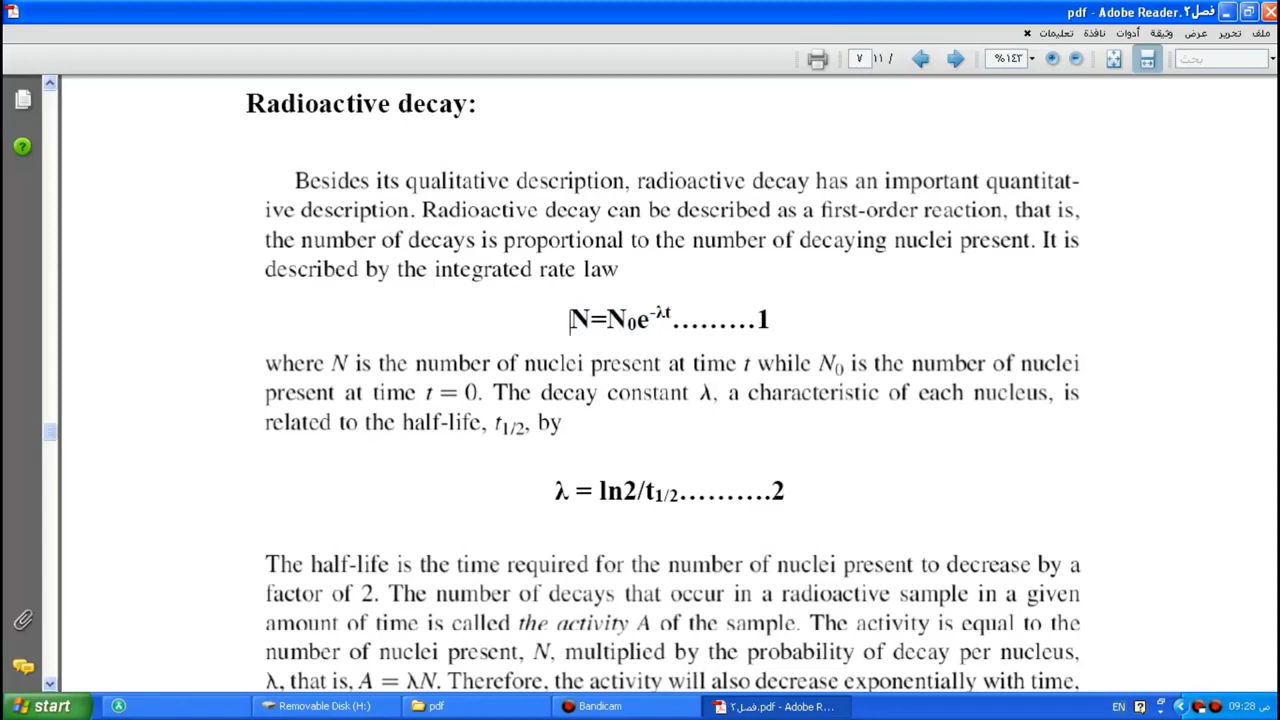 فصل٢.pdf - Adobe Reader
ملف تحرير عرض وثيقة أدوات نافذة تعليمات ×
٧ / ١١ %١٤٣ بحث
Radioactive decay:
Besides its qualitative description, radioactive decay has an important quantitat-
ive description. Radioactive decay can be described as a first-order reaction, that is,
the number of decays is proportional to the number of decaying nuclei present. It is
described by the integrated rate law
N=N₀e^-λt.........1
where N is the number of nuclei present at time t while N₀ is the number of nuclei
present at time t = 0. The decay constant λ, a characteristic of each nucleus, is
related to the half-life, t1/2, by
λ = ln2/t1/2..........2
The half-life is the time required for the number of nuclei present to decrease by a
factor of 2. The number of decays that occur in a radioactive sample in a given
amount of time is called the activity A of the sample. The activity is equal to the
number of nuclei present, N, multiplied by the probability of decay per nucleus,
λ, that is, A = λN. Therefore, the activity will also decrease exponentially with time,
start Removable Disk (H:) pdf Bandicam فصل٢.pdf - Adobe R... EN 09:28 ص